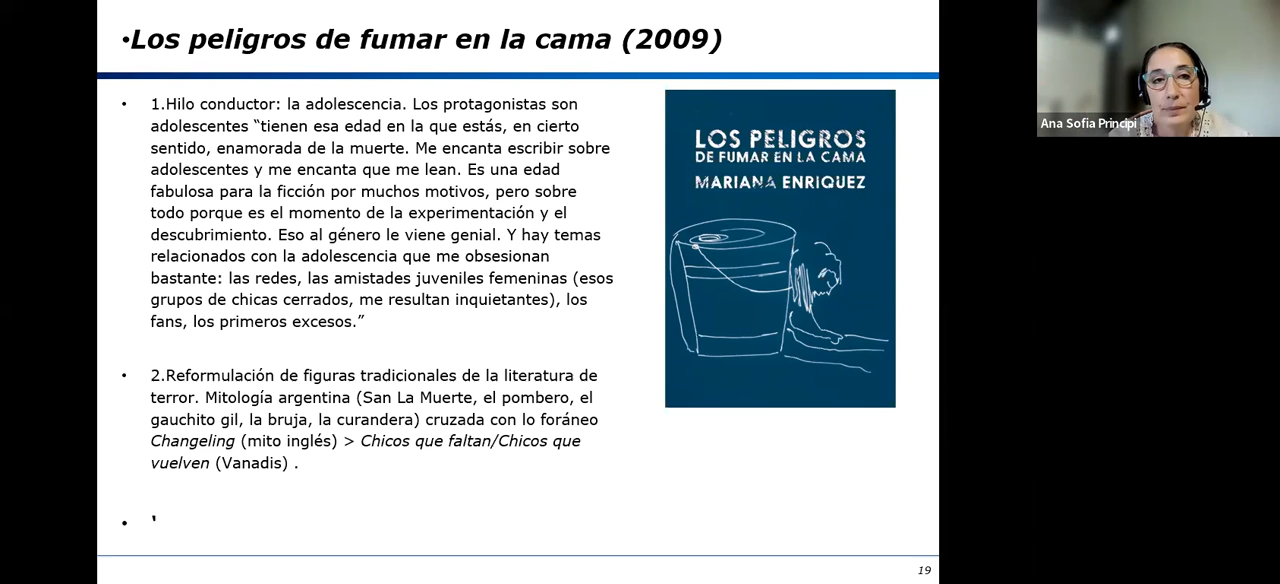 •Los peligros de fumar en la cama (2009)
• 1.Hilo conductor: la adolescencia. Los protagonistas son
adolescentes “tienen esa edad en la que estás, en cierto
sentido, enamorada de la muerte. Me encanta escribir sobre
adolescentes y me encanta que me lean. Es una edad
fabulosa para la ficción por muchos motivos, pero sobre
todo porque es el momento de la experimentación y el
descubrimiento. Eso al género le viene genial. Y hay temas
relacionados con la adolescencia que me obsesionan
bastante: las redes, las amistades juveniles femeninas (esos
grupos de chicas cerrados, me resultan inquietantes), los
fans, los primeros excesos.”
• 2.Reformulación de figuras tradicionales de la literatura de
terror. Mitología argentina (San La Muerte, el pombero, el
gauchito gil, la bruja, la curandera) cruzada con lo foráneo
Changeling (mito inglés) > Chicos que faltan/Chicos que
vuelven (Vanadis) .
• '
LOS PELIGROS
DE FUMAR EN LA CAMA
MARIANA ENRIQUEZ
19
Ana Sofía Principi